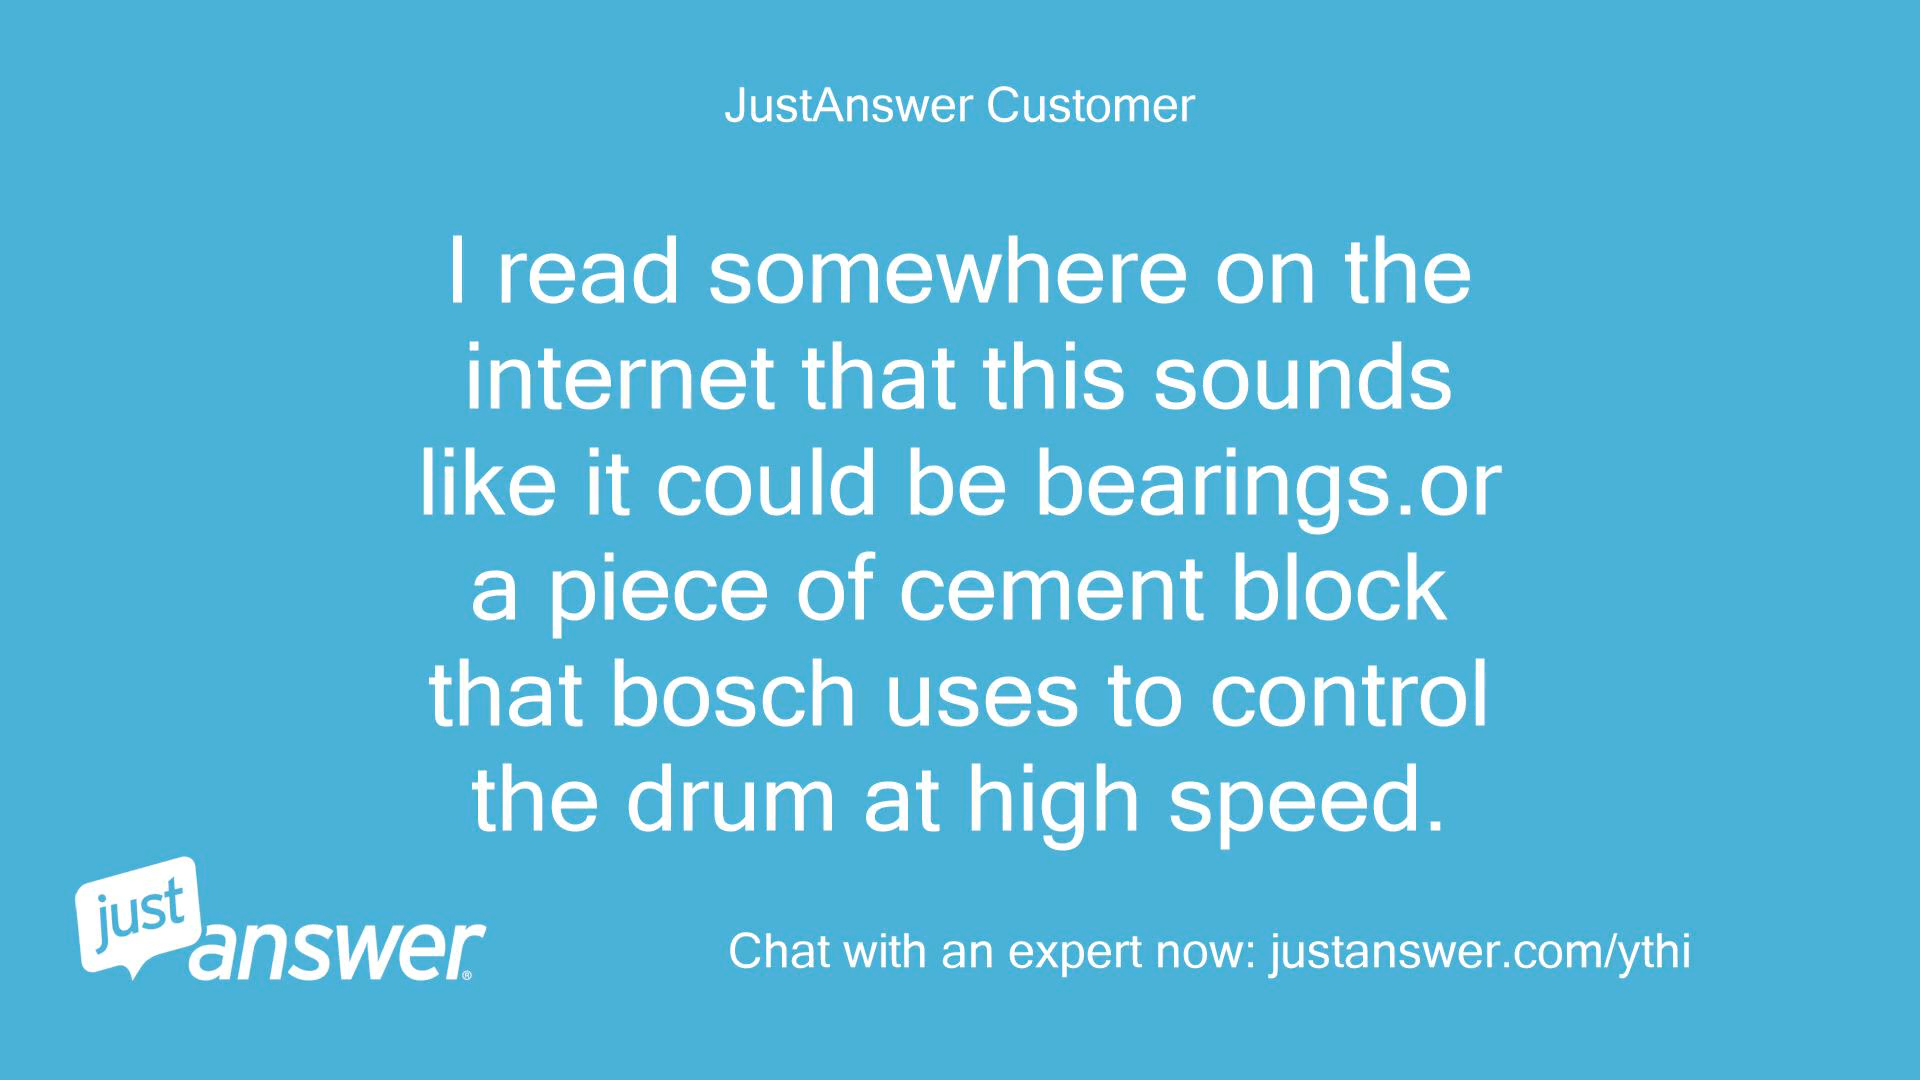 JustAnswer Customer
I read somewhere on the
internet that this sounds
like it could be bearings.or
a piece of cement block
that bosch uses to control
the drum at high speed.
just
answer®
Chat with an expert now: justanswer.com/ythi